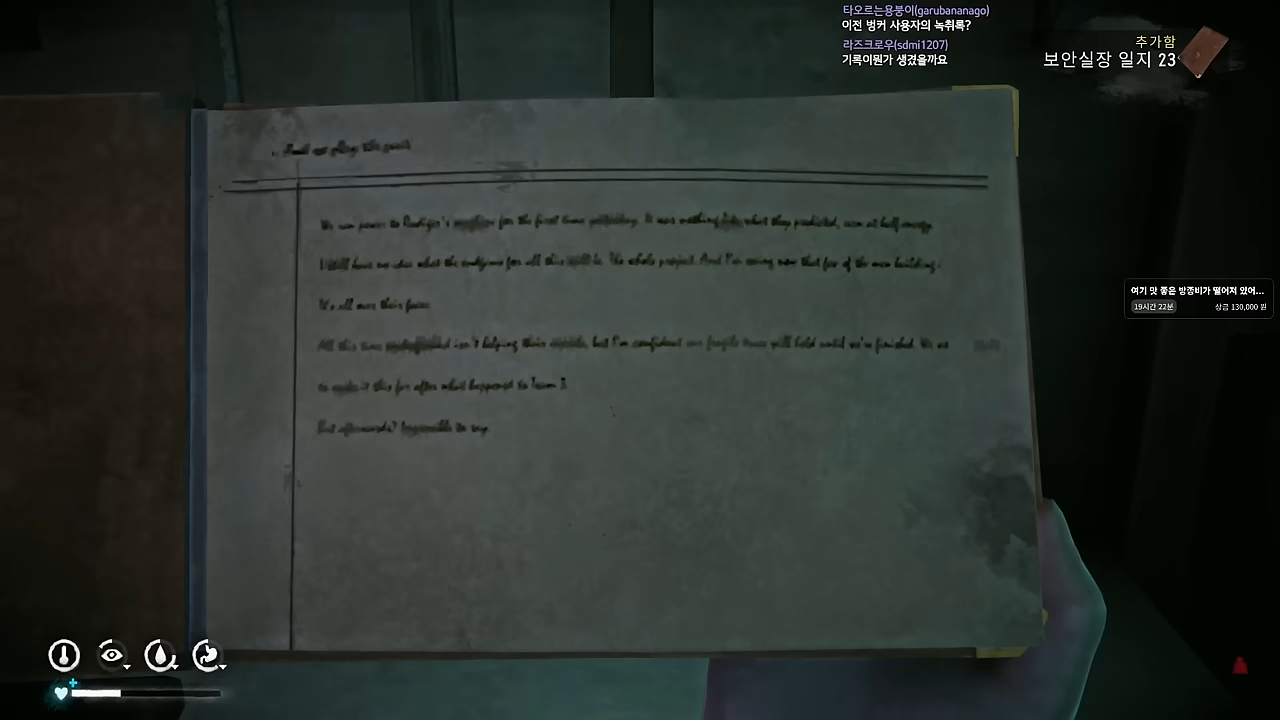 타오르는용붕이(garubananago)
이전 벙커 사용자의 녹취록?
라즈크로우(sdmi1207)
기록이뭔가 생겼을까요
추가함
보안실장 일지 23
여기 맛 좋은 방줌비가 떨어져 있어...
19시간 22분
상금 130,000 원
We ran power to Rudiger's for the first time yesterday. It was nothing like what they predicted, even at half energy.
I still have no idea what the endgame for all this will be. The whole project. And I'm seeing now that few of the men building.
It's all over their faces.
All this time underground isn't helping their morale, but I'm confident our fragile will hold until we're finished. We
to make it this far after what happened to Team 3.
But afterwards? Impossible to say.